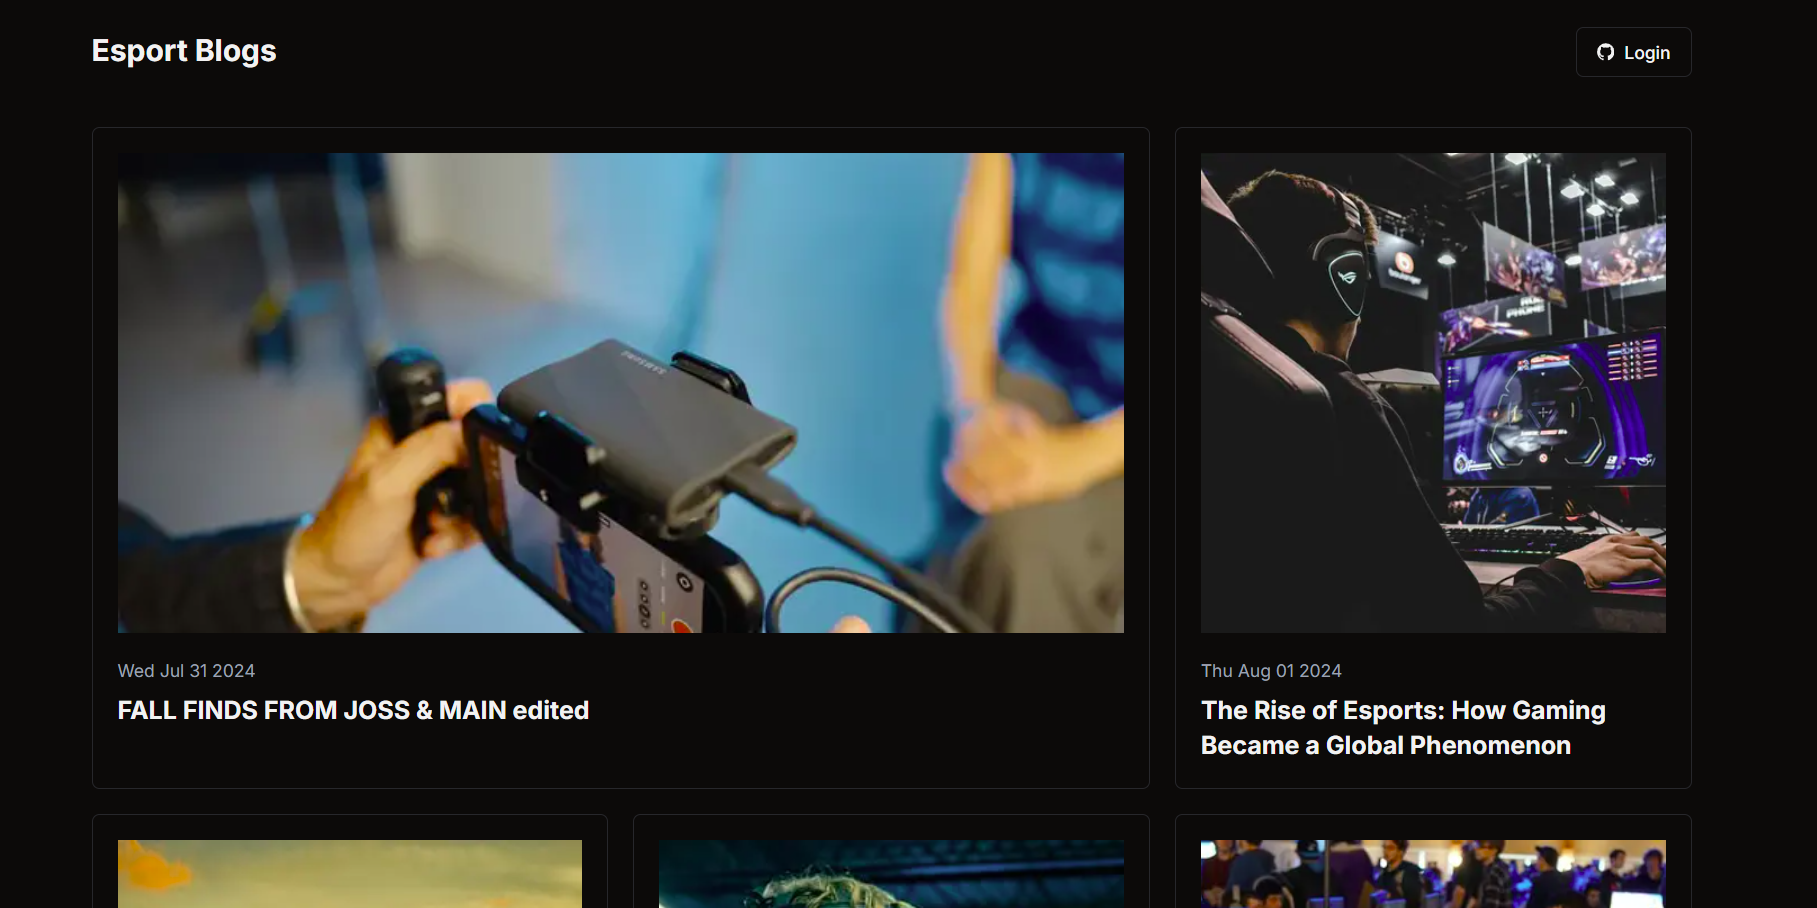 Esport Blogs
Login
SAMSUNG
Wed Jul 31 2024
FALL FINDS FROM JOSS & MAIN edited
Thu Aug 01 2024
The Rise of Esports: How Gaming
Became a Global Phenomenon